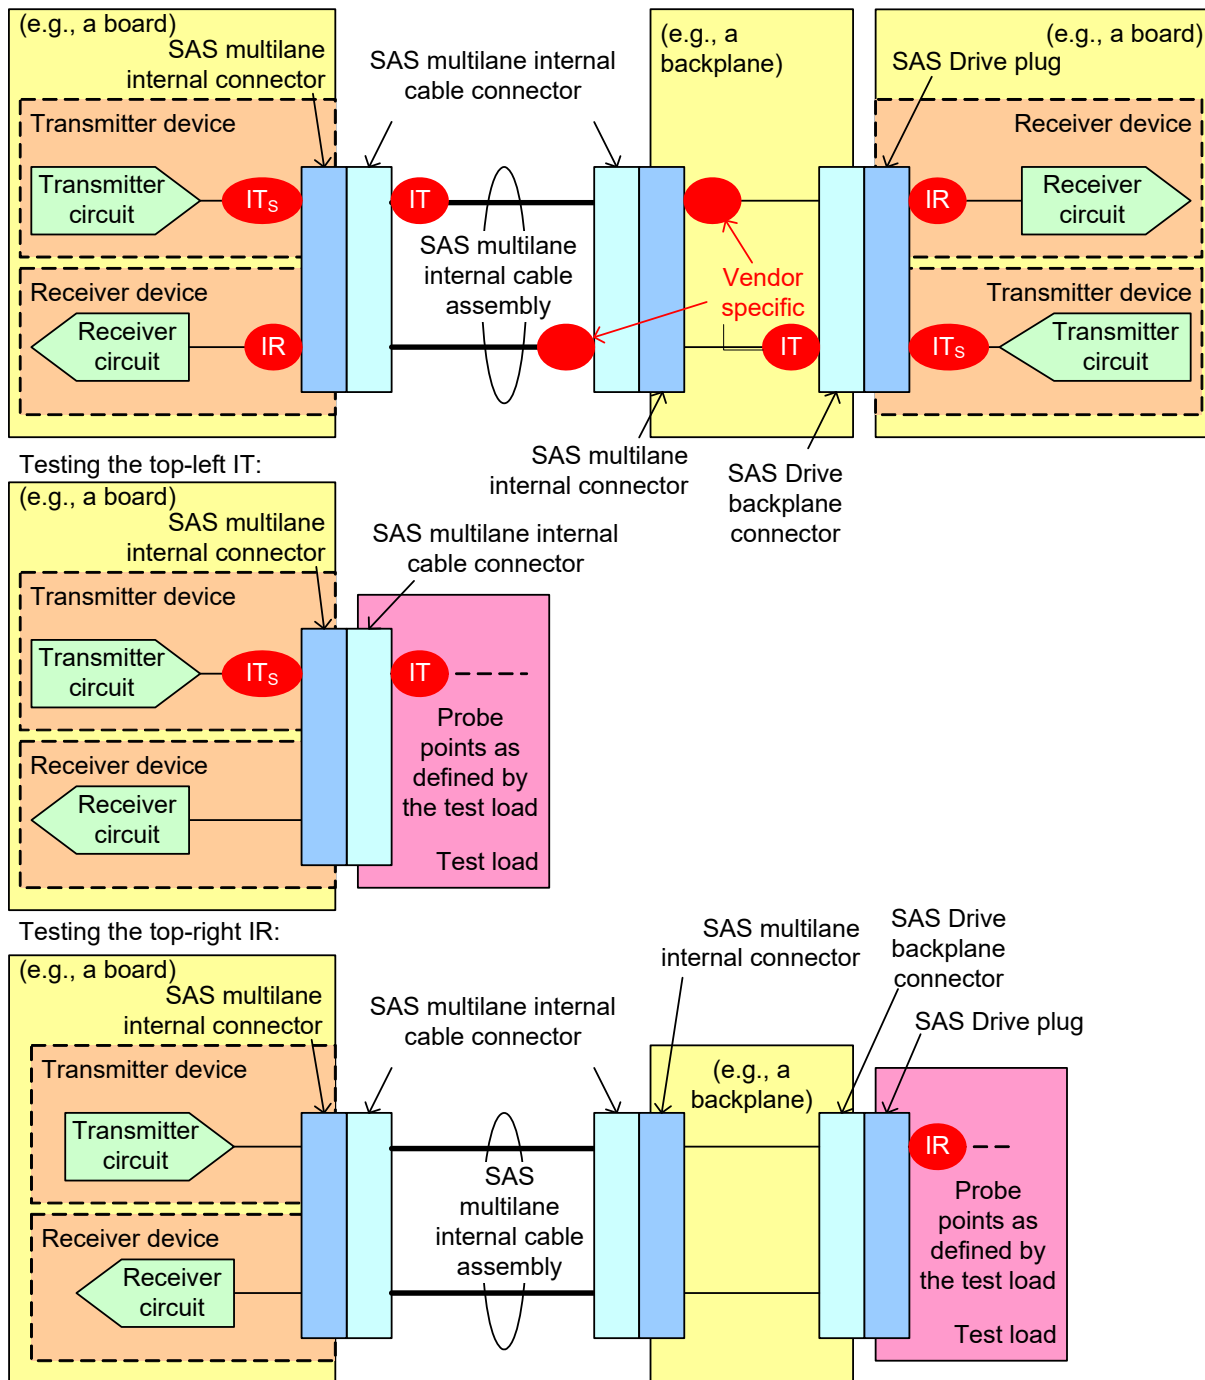 (e.g., a board)
SAS multilane
internal connector
SAS multilane internal
cable connector
(e.g., a
backplane)
(e.g., a board)
SAS Drive plug
Transmitter device
Receiver device
Transmitter
circuit
ITS
IT
IR
Receiver
circuit
SAS multilane
internal cable
assembly
Vendor
specific
Receiver device
Transmitter device
Receiver
circuit
IR
IT
ITS
Transmitter
circuit
SAS multilane
internal connector
SAS Drive
backplane
connector
Testing the top-left IT:
(e.g., a board)
SAS multilane
internal connector
SAS multilane internal
cable connector
Transmitter device
Transmitter
circuit
ITS
IT
Probe
points as
defined by
the test load
Receiver device
Receiver
circuit
Test load
Testing the top-right IR:
(e.g., a board)
SAS multilane
internal connector
SAS multilane internal
cable connector
SAS multilane
internal connector
SAS Drive
backplane
connector
SAS Drive plug
Transmitter device
(e.g., a
backplane)
Transmitter
circuit
IR
SAS
multilane
internal cable
assembly
Probe
points as
defined by
the test load
Receiver device
Receiver
circuit
Test load